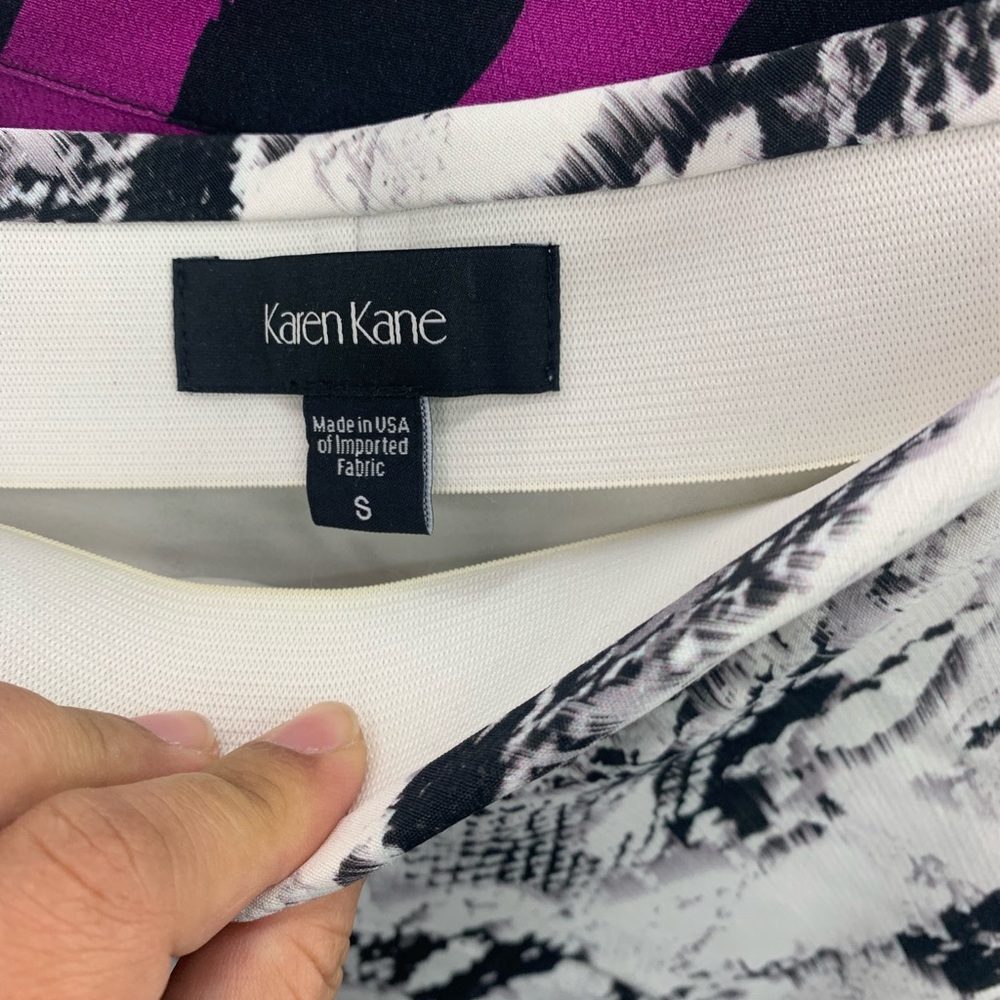 Karen Kane
Made in USA
of Imported
Fabric
S